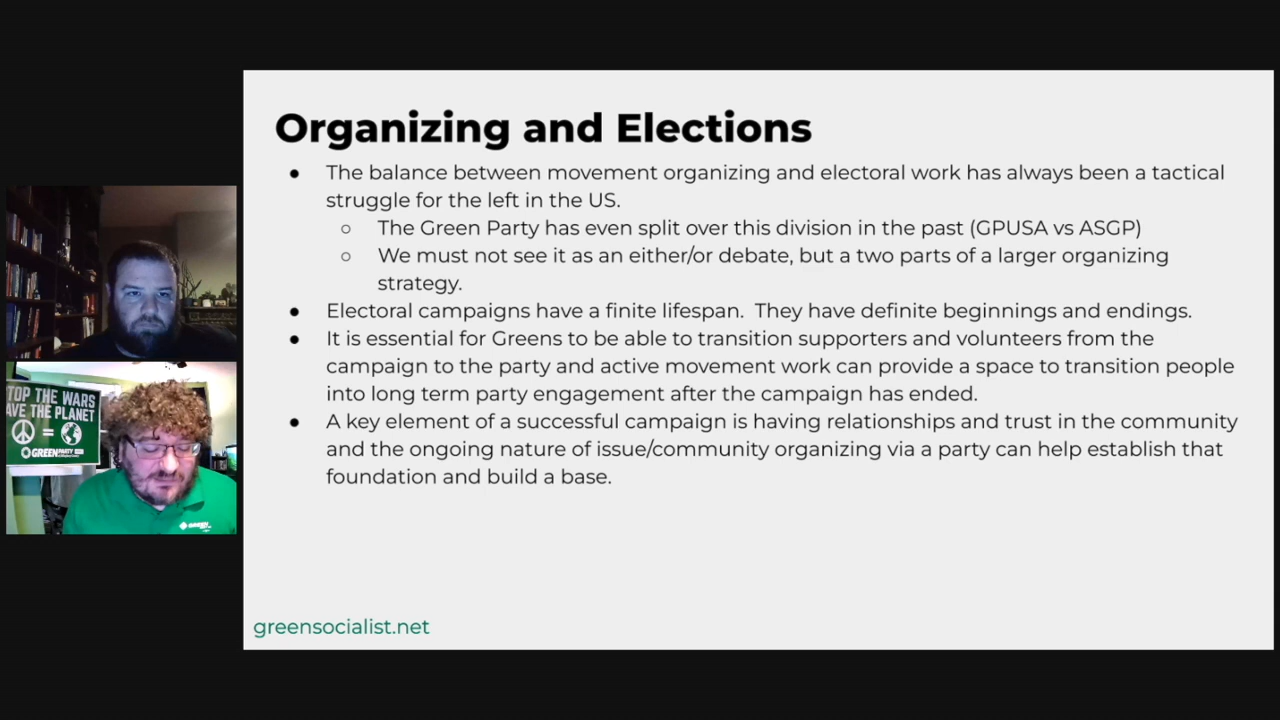 Organizing and Elections
● The balance between movement organizing and electoral work has always been a tactical
struggle for the left in the US.
○ The Green Party has even split over this division in the past (GPUSA vs ASGP)
○ We must not see it as an either/or debate, but a two parts of a larger organizing
strategy.
● Electoral campaigns have a finite lifespan.  They have definite beginnings and endings.
● It is essential for Greens to be able to transition supporters and volunteers from the
campaign to the party and active movement work can provide a space to transition people
into long term party engagement after the campaign has ended.
● A key element of a successful campaign is having relationships and trust in the community
and the ongoing nature of issue/community organizing via a party can help establish that
foundation and build a base.
greensocialist.net
TOP THE WARS
AVE THE PLANET
=
GREENPARTY
GREEN